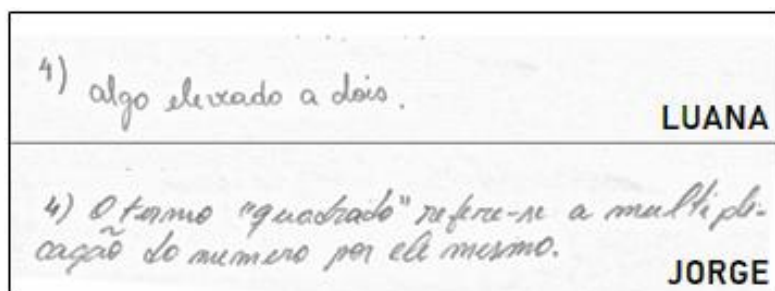 4) algo elevado a dois.
LUANA
4) O termo "quadrado" refere-se a multipli-
cação do numero por ele mesmo.
JORGE